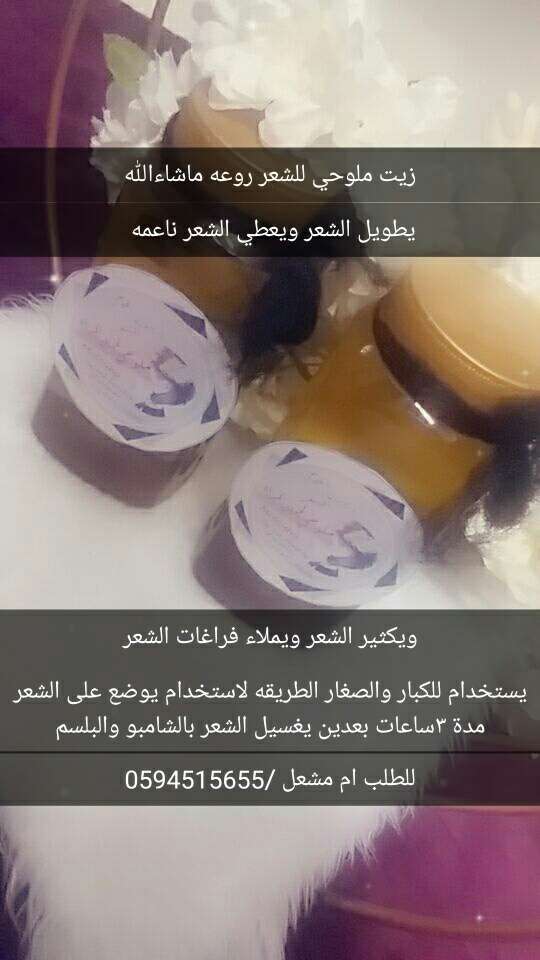 زيت ملوحي للشعر روعه ماشاءالله
يطويل الشعر ويعطي الشعر ناعمه
ويكثير الشعر ويملاء فراغات الشعر
يستخدام للكبار والصغار الطريقه لاستخدام يوضع على الشعر
مدة ٣ساعات بعدين يغسيل الشعر بالشامبو والبلسم
للطلب ام مشعل /0594515655